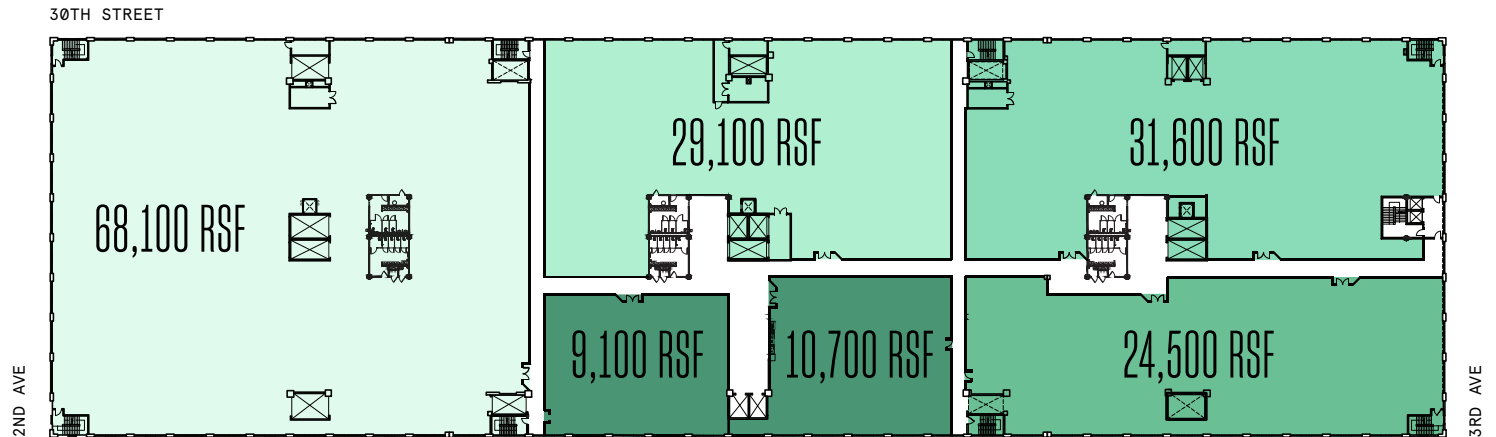 30TH STREET
29,100 RSF
31,600 RSF
68,100 RSF
9,100 RSF
10,700 RSF
24,500 RSF
2ND AVE
3RD AVE